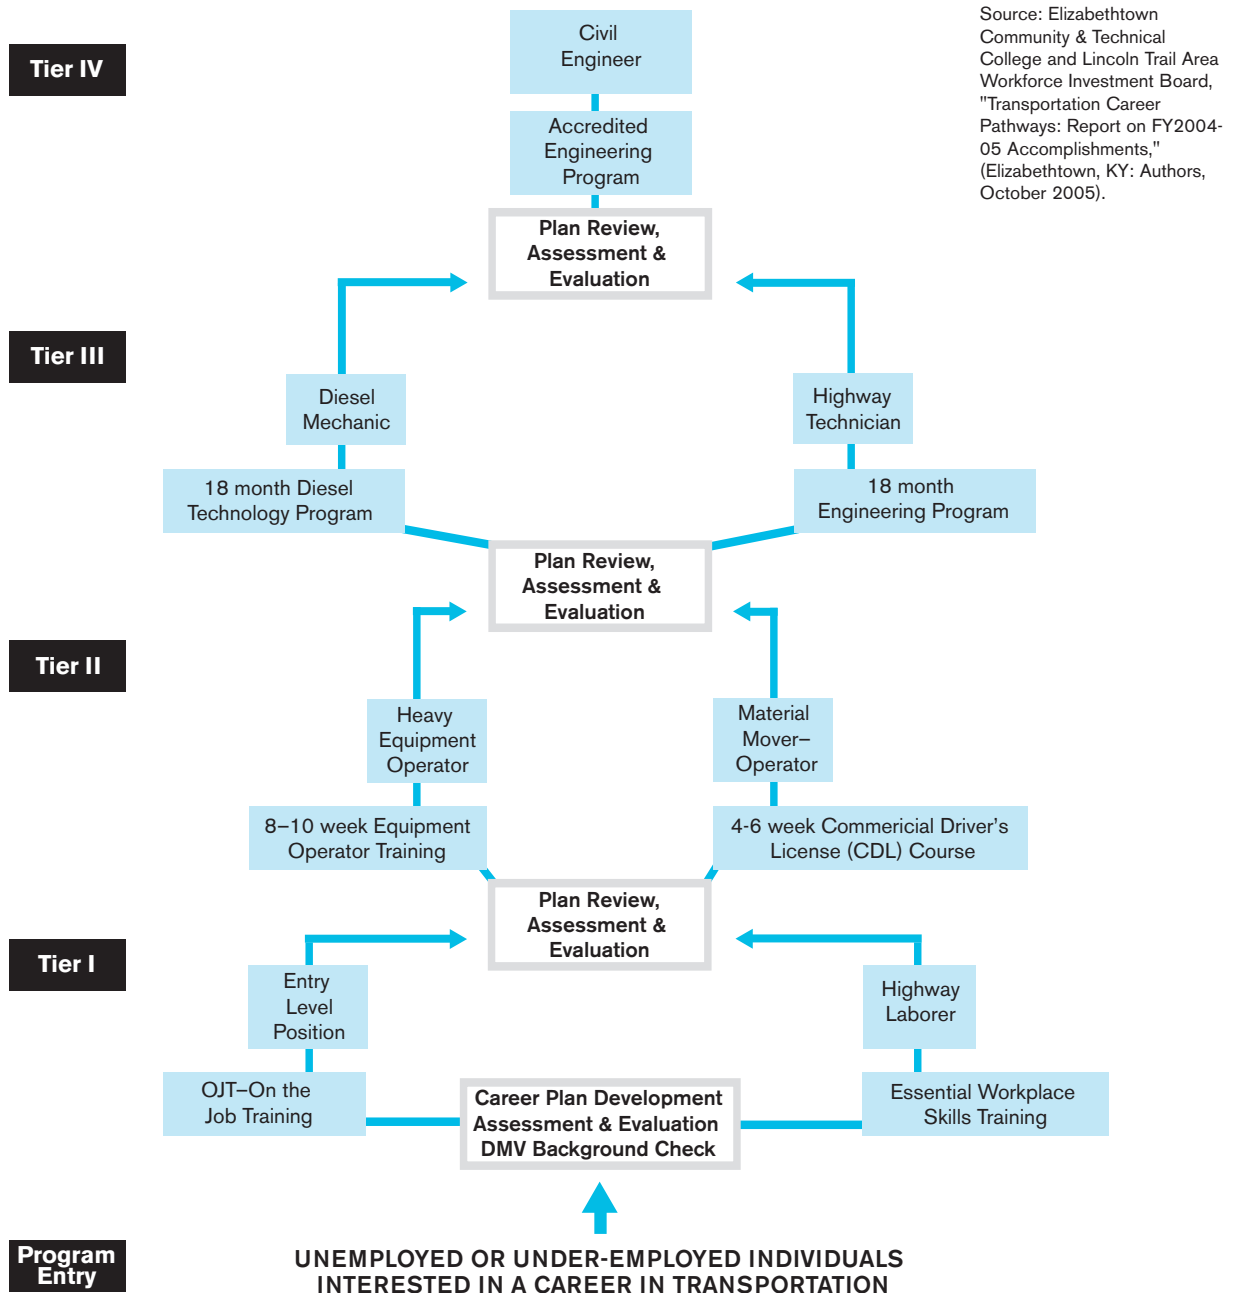 Source: Elizabethtown
Community & Technical
College and Lincoln Trail Area
Workforce Investment Board,
"Transportation Career
Pathways: Report on FY2004-
05 Accomplishments,"
(Elizabethtown, KY: Authors,
October 2005).
Tier IV
Civil
Engineer
Accredited
Engineering
Program
Plan Review,
Assessment &
Evaluation
Tier III
Diesel
Mechanic
Highway
Technician
18 month Diesel
Technology Program
18 month
Engineering Program
Plan Review,
Assessment &
Evaluation
Tier II
Heavy
Equipment
Operator
Material
Mover–
Operator
8–10 week Equipment
Operator Training
4-6 week Commericial Driver's
License (CDL) Course
Plan Review,
Assessment &
Evaluation
Tier I
Entry
Level
Position
Highway
Laborer
OJT–On the
Job Training
Career Plan Development
Assessment & Evaluation
DMV Background Check
Essential Workplace
Skills Training
Program
Entry
UNEMPLOYED OR UNDER-EMPLOYED INDIVIDUALS
INTERESTED IN A CAREER IN TRANSPORTATION